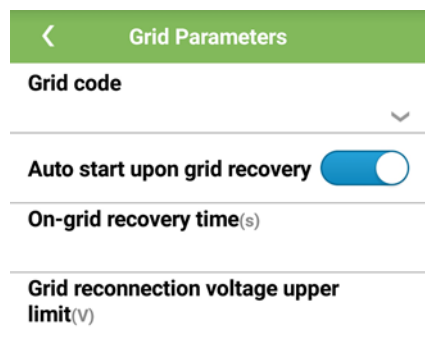 Grid Parameters
Grid code
Auto start upon grid recovery
On-grid recovery time(s)
Grid reconnection voltage upper
limit(V)